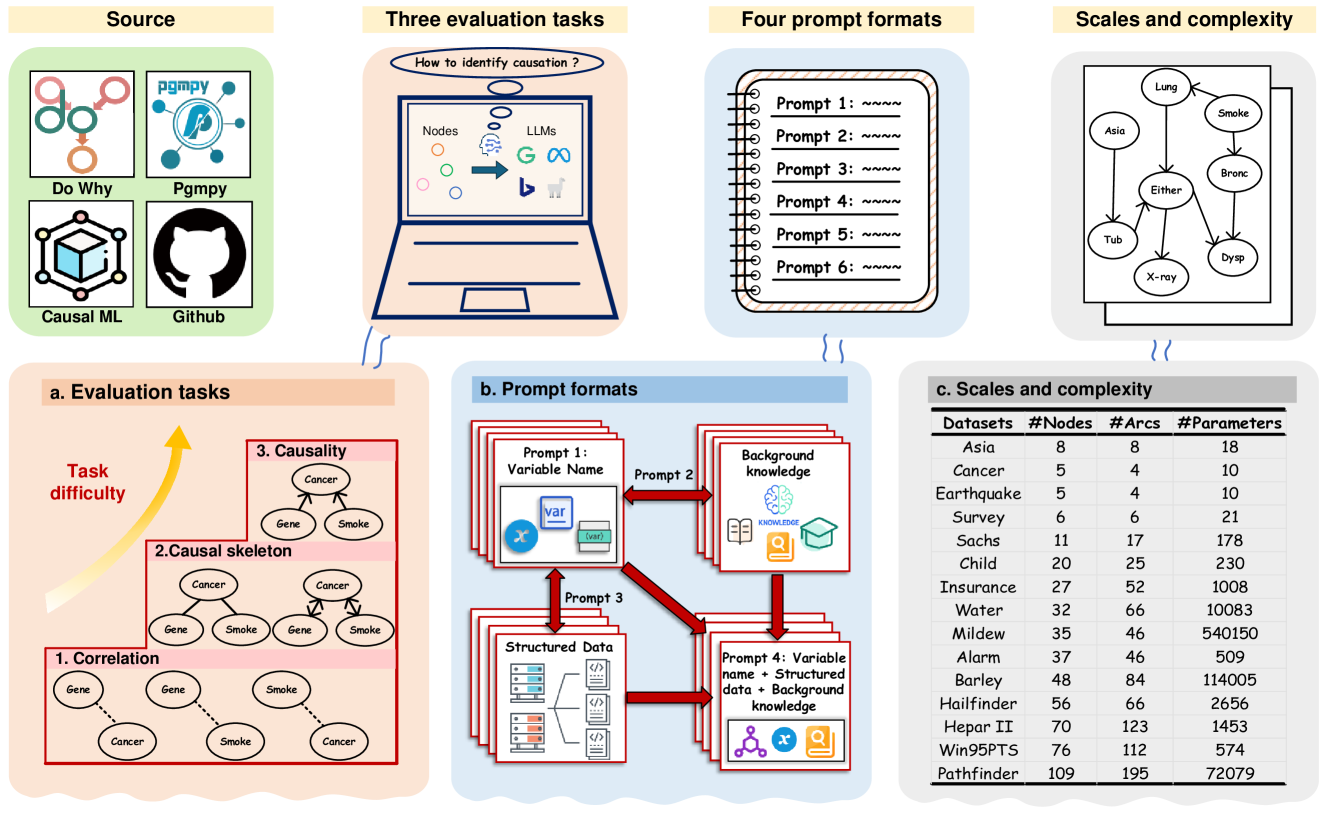 Source
Three evaluation tasks
Four prompt formats
Scales and complexity
pgmpy
Do Why
Pgmpy
Causal ML
Github
How to identify causation ?
Nodes
LLMs
Prompt 1: ~~~~
Prompt 2: ~~~~
Prompt 3: ~~~~
Prompt 4: ~~~~
Prompt 5: ~~~~
Prompt 6: ~~~~
Lung
Smoke
Asia
Bronc
Either
Tub
Dysp
X-ray
a. Evaluation tasks
Task
difficulty
3. Causality
Cancer
Gene
Smoke
2.Causal skeleton
Cancer
Cancer
Gene
Smoke
Gene
Smoke
1. Correlation
Gene
Gene
Smoke
Cancer
Smoke
Cancer
b. Prompt formats
Prompt 1:
Variable Name
var
x
{var}
Prompt 2
Background
knowledge
KNOWLEDGE
Prompt 3
Structured Data
Prompt 4: Variable
name + Structured
data + Background
knowledge
x
c. Scales and complexity
Datasets #Nodes #Arcs #Parameters
Asia 8 8 18
Cancer 5 4 10
Earthquake 5 4 10
Survey 6 6 21
Sachs 11 17 178
Child 20 25 230
Insurance 27 52 1008
Water 32 66 10083
Mildew 35 46 540150
Alarm 37 46 509
Barley 48 84 114005
Hailfinder 56 66 2656
Hepar II 70 123 1453
Win95PTS 76 112 574
Pathfinder 109 195 72079